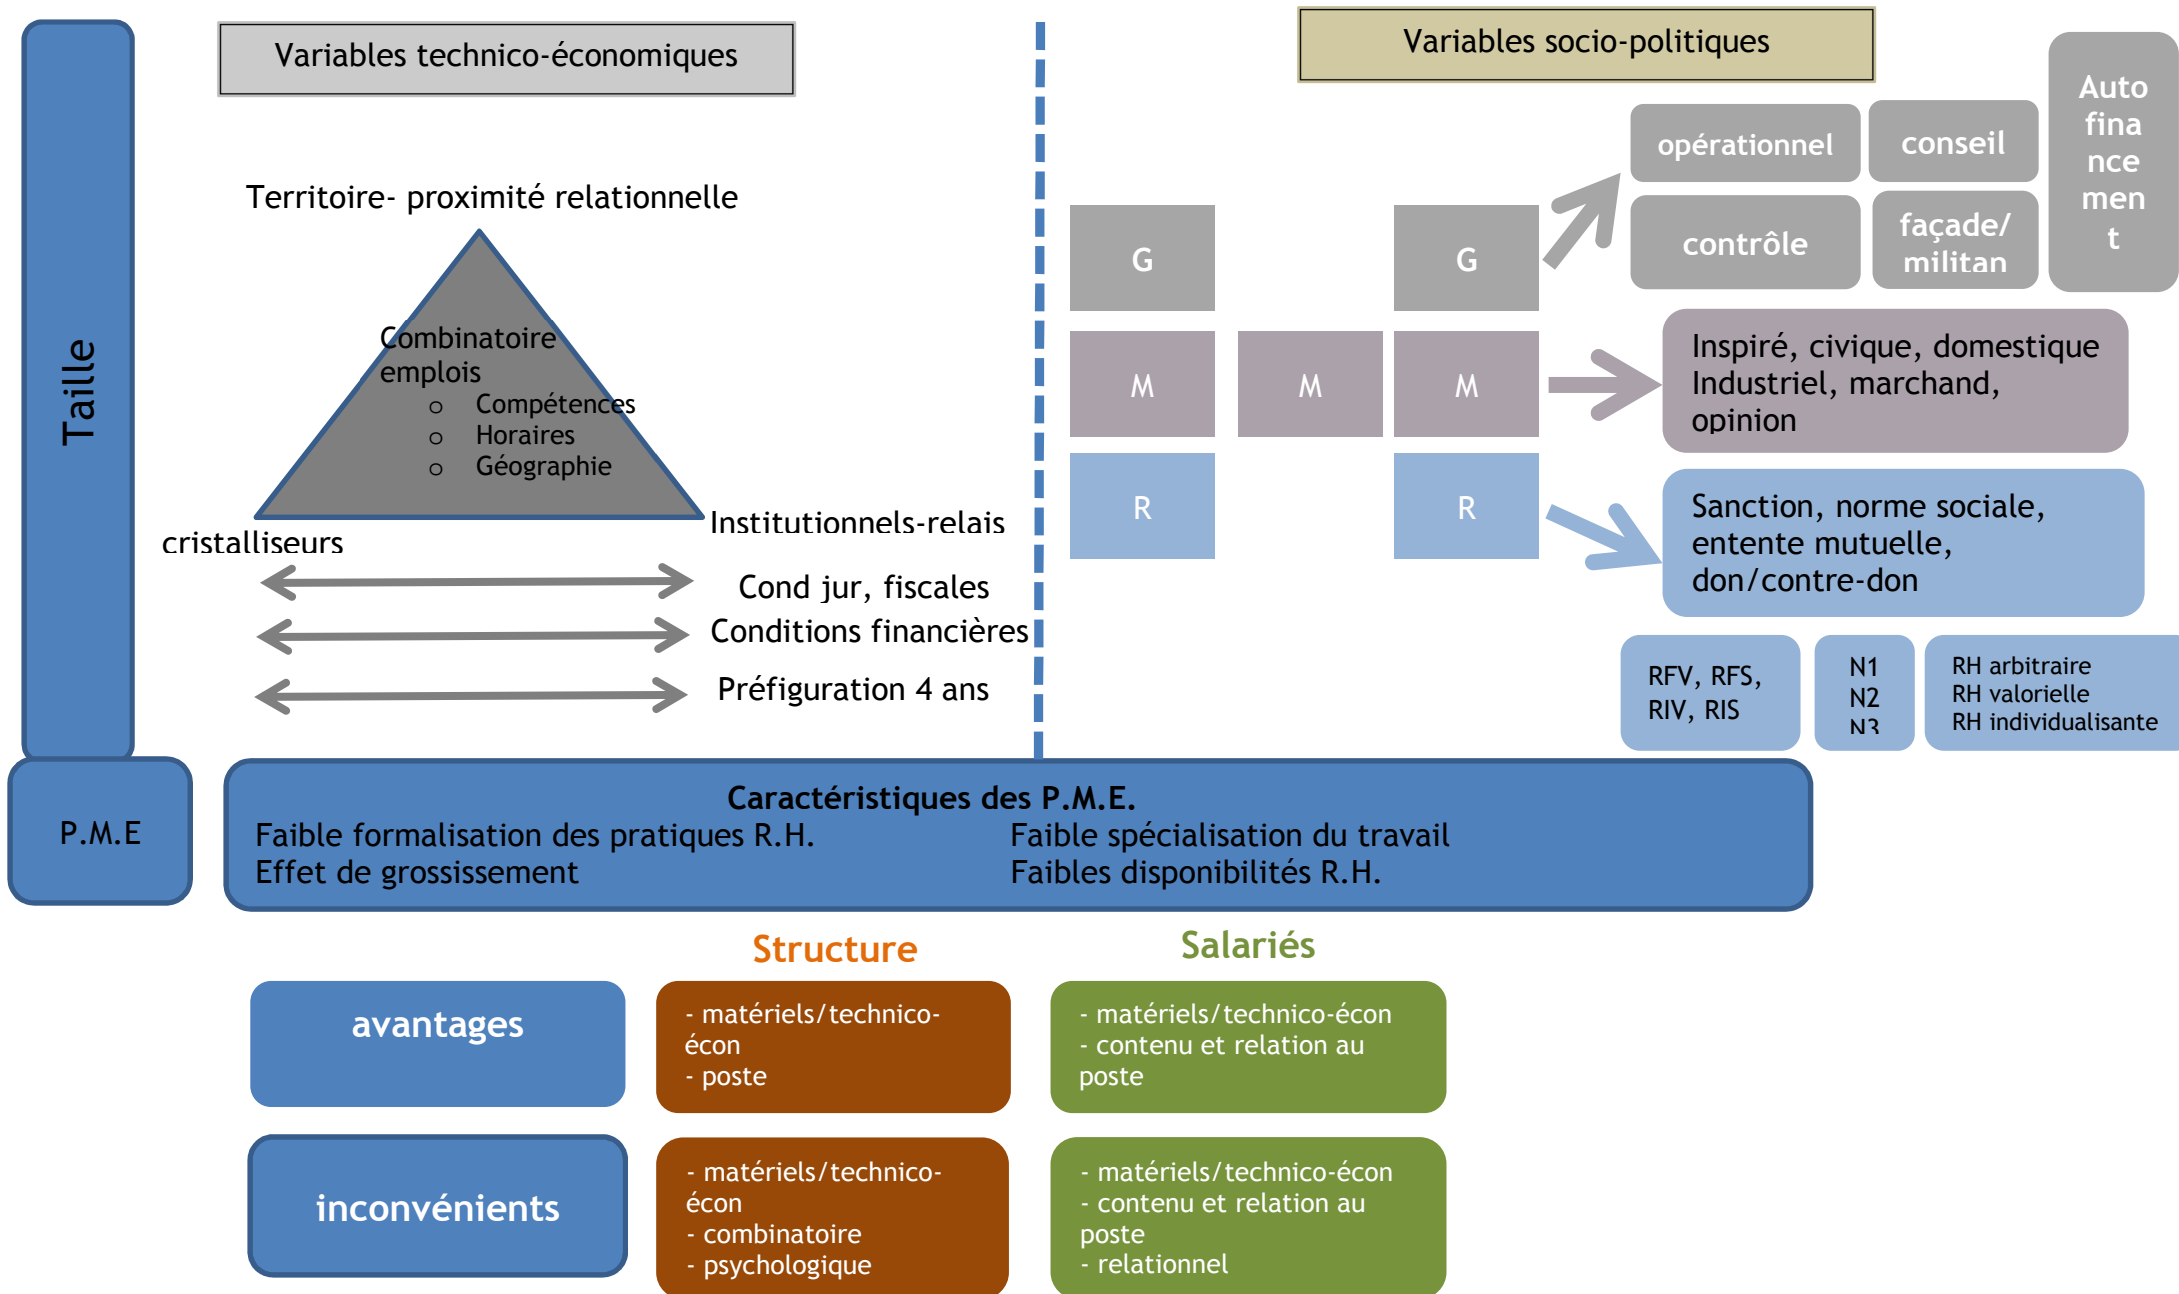 Taille
Variables technico-économiques
Territoire- proximité relationnelle
Combinatoire
emplois
o Compétences
o Horaires
o Géographie
cristalliseurs
Institutionnels-relais
Cond jur, fiscales
Conditions financières
Préfiguration 4 ans
Variables socio-politiques
G
G
M
M
M
R
R
opérationnel
conseil
contrôle
façade/
militan
Auto
fina
nce
men
t
Inspiré, civique, domestique
Industriel, marchand,
opinion
Sanction, norme sociale,
entente mutuelle,
don/contre-don
RFV, RFS,
RIV, RIS
N1
N2
N3
RH arbitraire
RH valorielle
RH individualisante
P.M.E
Caractéristiques des P.M.E.
Faible formalisation des pratiques R.H.
Faible spécialisation du travail
Effet de grossissement
Faibles disponibilités R.H.
Structure
Salariés
avantages
- matériels/technico-
écon
- poste
- matériels/technico-écon
- contenu et relation au
poste
inconvénients
- matériels/technico-
écon
- combinatoire
- psychologique
- matériels/technico-écon
- contenu et relation au
poste
- relationnel